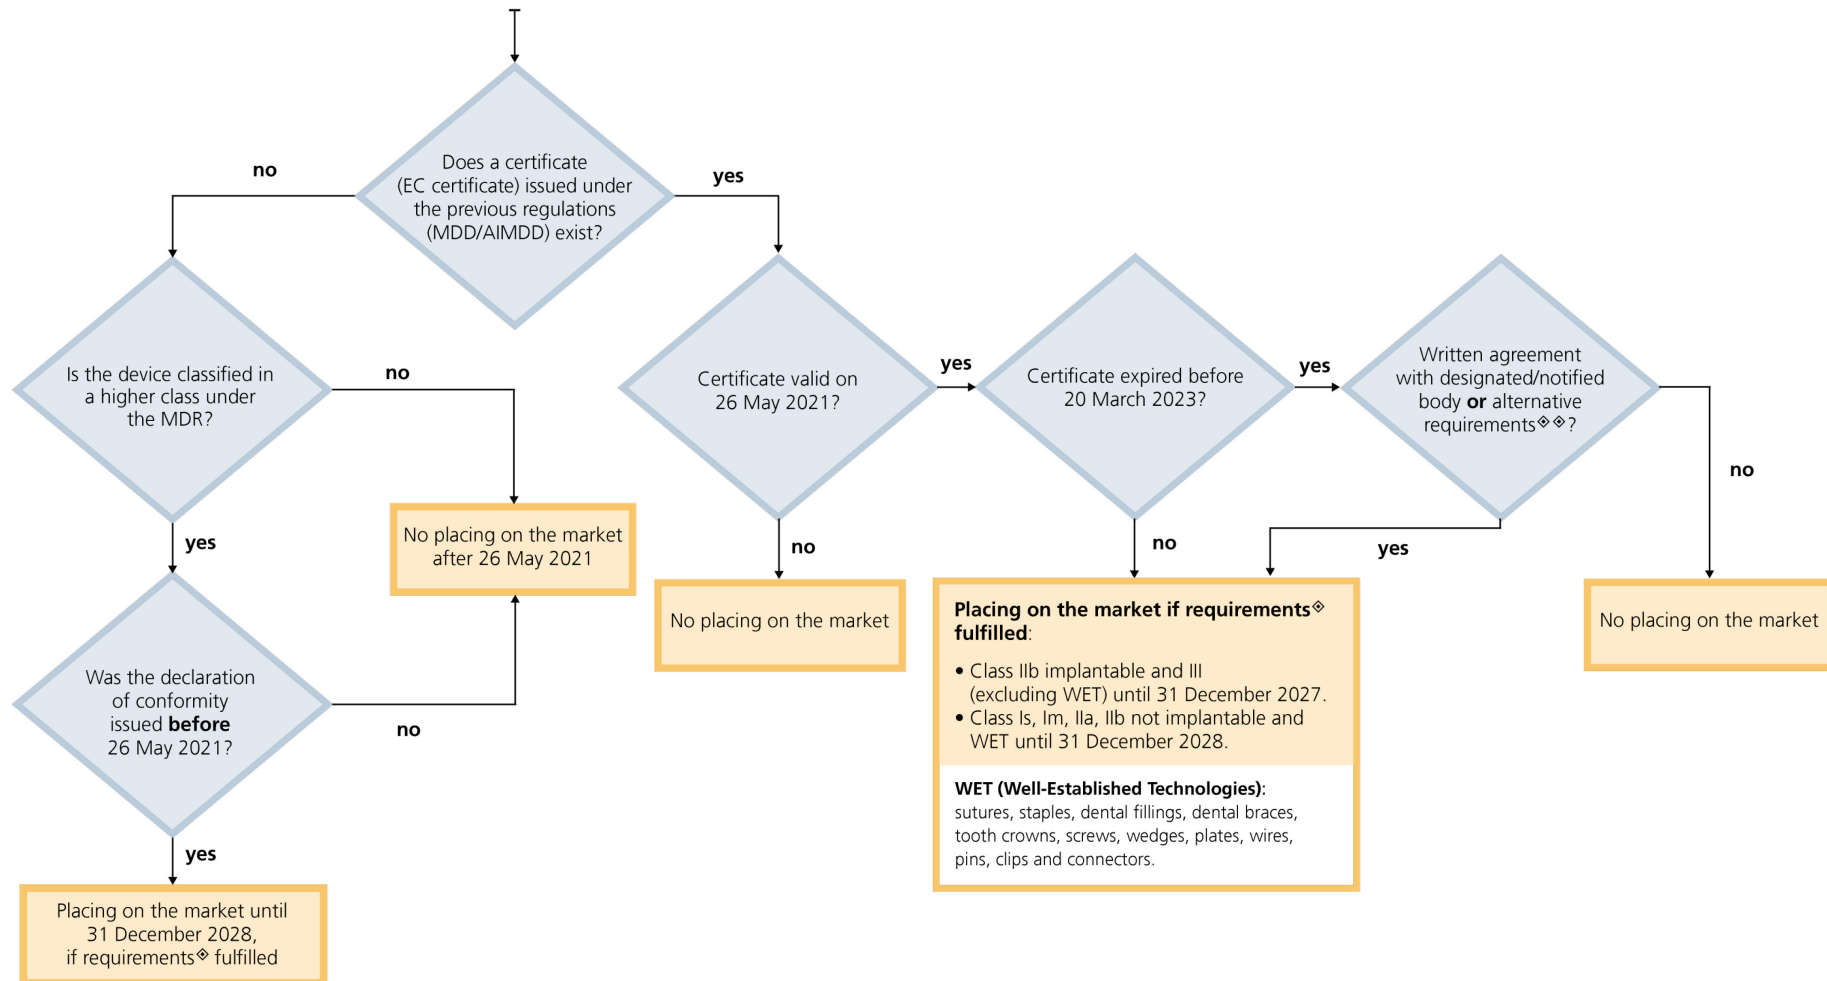 Does a certificate
(EC certificate) issued under
the previous regulations
(MDD/AIMDD) exist?
no
yes
Is the device classified in
a higher class under
the MDR?
no
yes
No placing on the market
after 26 May 2021
Was the declaration
of conformity
issued before
26 May 2021?
no
yes
Placing on the market until
31 December 2028,
if requirements◈ fulfilled
Certificate valid on
26 May 2021?
yes
no
No placing on the market
Certificate expired before
20 March 2023?
yes
no
Written agreement
with designated/notified
body or alternative
requirements◈◈?
yes
no
Placing on the market if requirements◈
fulfilled:
• Class IIb implantable and III
(excluding WET) until 31 December 2027.
• Class Is, Im, IIa, IIb not implantable and
WET until 31 December 2028.
WET (Well-Established Technologies):
sutures, staples, dental fillings, dental braces,
tooth crowns, screws, wedges, plates, wires,
pins, clips and connectors.
No placing on the market